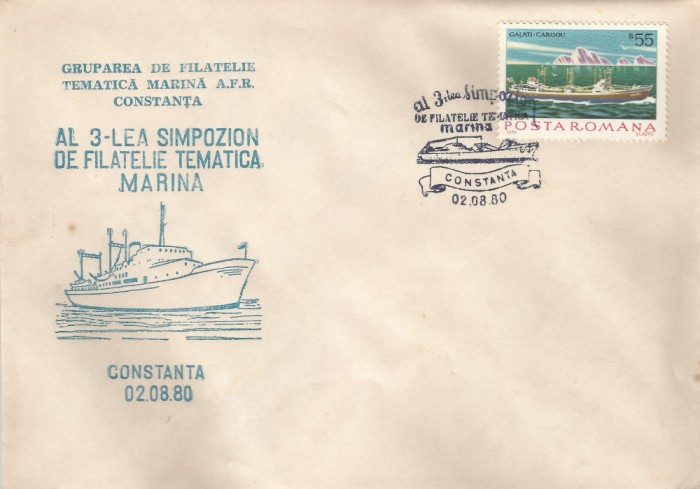 GRUPAREA DE FILATELIE
TEMATICĂ MARINĂ A.F.R.
CONSTANȚA
AL 3-LEA SIMPOZION
DE FILATELIE TEMATICA
MARINA
CONSTANTA
02.08.80
al 3-lea Simpozion
DE FILATELIE TEMATICA
marina
CONSTANTA
02.08.80
GALATI-CARGOU
B 55
POSTA ROMANA